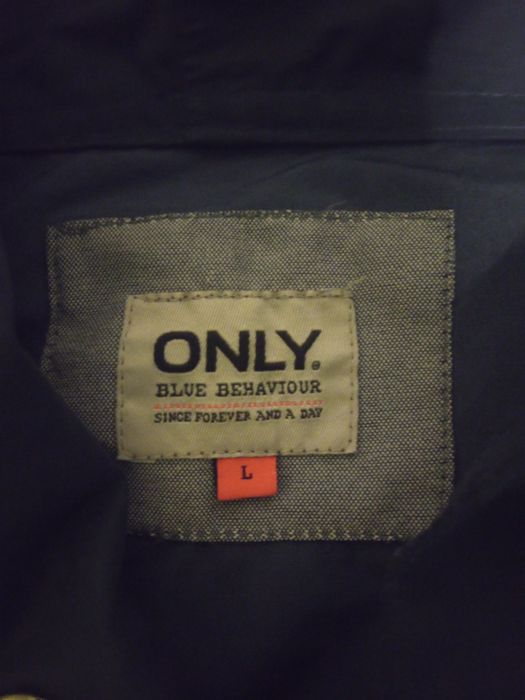 ONLY®
BLUE BEHAVIOUR
SINCE FOREVER AND A DAY
L